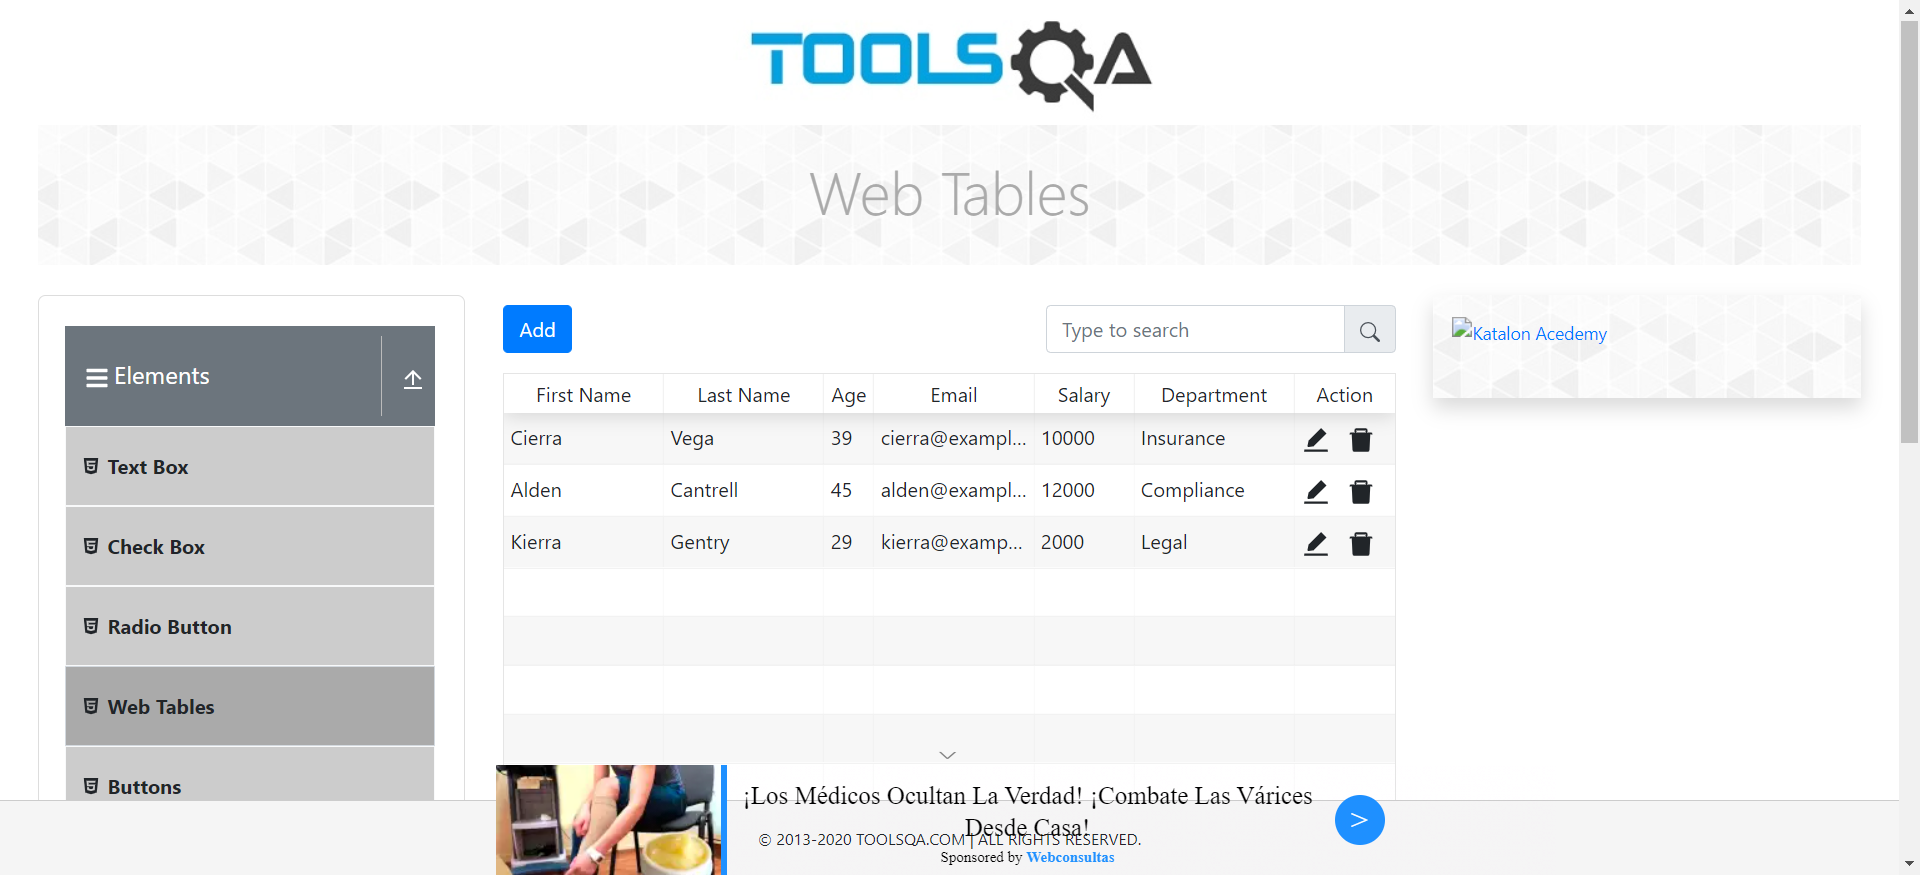 TOOLSQA
Web Tables
Elements
Text Box
Check Box
Radio Button
Web Tables
Buttons
Add
Type to search
First Name Last Name Age Email Salary Department Action
Cierra Vega 39 cierra@exampl... 10000 Insurance
Alden Cantrell 45 alden@exampl... 12000 Compliance
Kierra Gentry 29 kierra@examp... 2000 Legal
Katalon Acedemy
¡Los Médicos Ocultan La Verdad! ¡Combate Las Várices
Desde Casa!
>
© 2013-2020 TOOLSQA.COM | ALL RIGHTS RESERVED.
Sponsored by Webconsultas